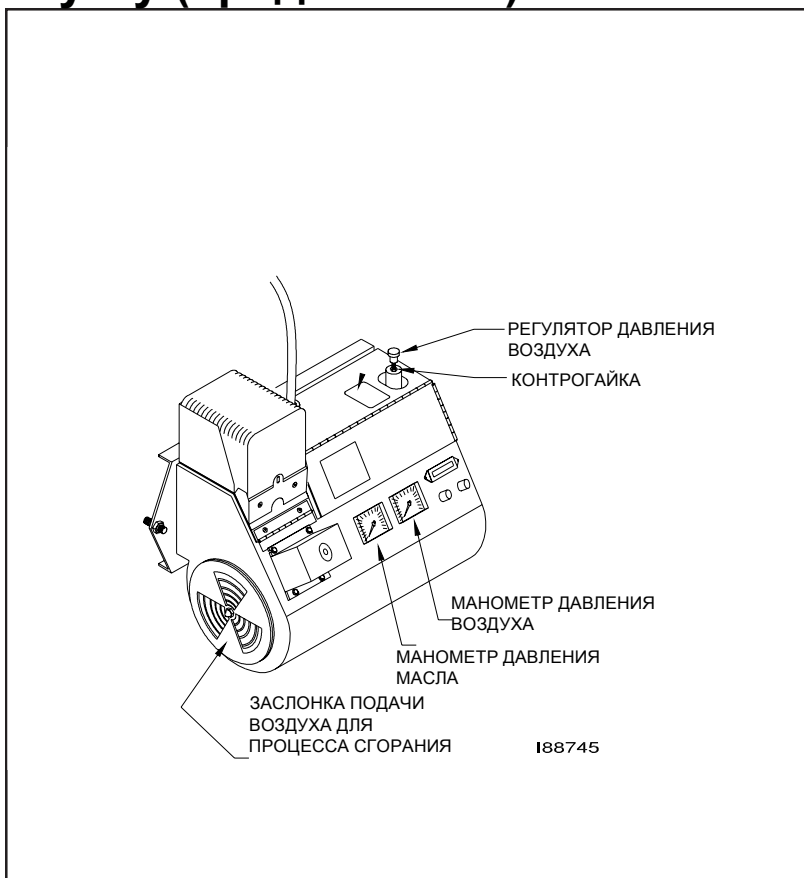 РЕГУЛЯТОР ДАВЛЕНИЯ
ВОЗДУХА
КОНТРОГАЙКА
МАНОМЕТР ДАВЛЕНИЯ
ВОЗДУХА
МАНОМЕТР ДАВЛЕНИЯ
МАСЛА
ЗАСЛОНКА ПОДАЧИ
ВОЗДУХА ДЛЯ
ПРОЦЕССА СГОРАНИЯ
I88745